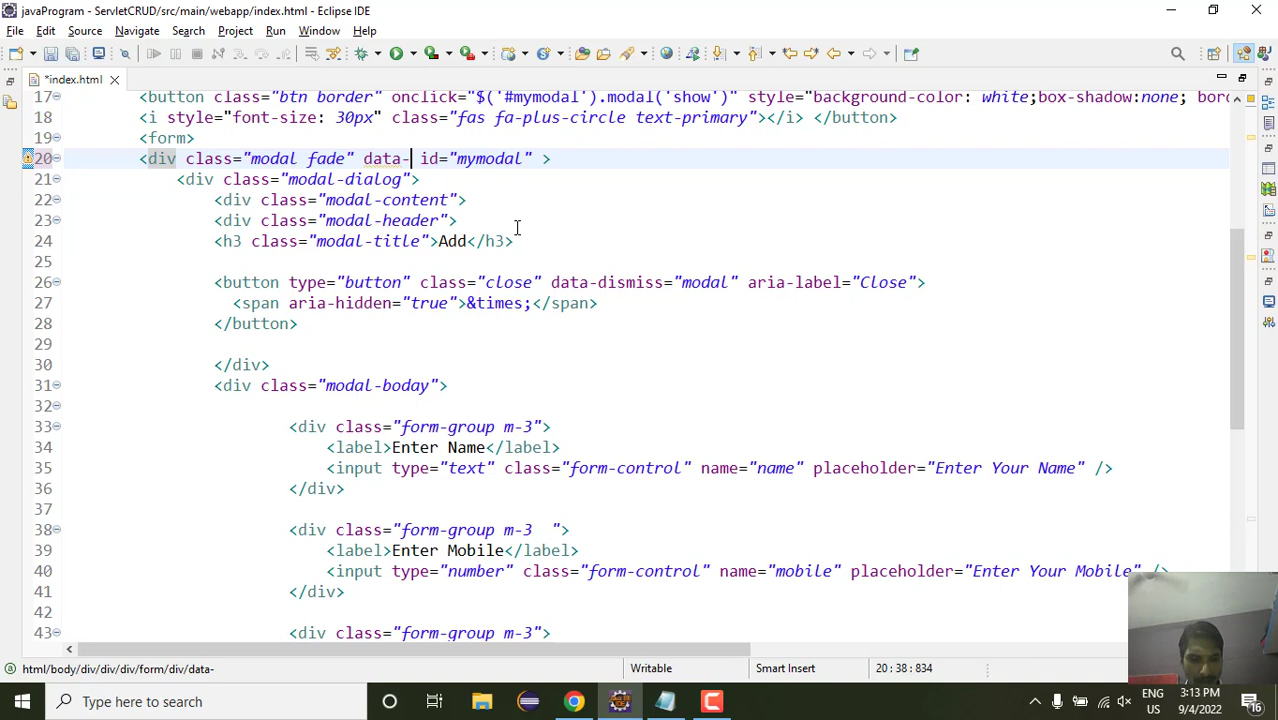 javaProgram - ServletCRUD/src/main/webapp/index.html - Eclipse IDE
File Edit Source Navigate Search Project Run Window Help
*index.html
17 <button class="btn border" onclick="$('#mymodal').modal('show')" style="background-color: white;box-shadow:none; bord
18 <i style="font-size: 30px" class="fas fa-plus-circle text-primary"></i> </button>
19 <form>
20 <div class="modal fade" data- id="mymodal" >
21 <div class="modal-dialog">
22 <div class="modal-content">
23 <div class="modal-header">
24 <h3 class="modal-title">Add</h3>
25
26 <button type="button" class="close" data-dismiss="modal" aria-label="Close">
27 <span aria-hidden="true">&times;</span>
28 </button>
29
30 </div>
31 <div class="modal-boday">
32
33 <div class="form-group m-3">
34 <label>Enter Name</label>
35 <input type="text" class="form-control" name="name" placeholder="Enter Your Name" />
36 </div>
37
38 <div class="form-group m-3  ">
39 <label>Enter Mobile</label>
40 <input type="number" class="form-control" name="mobile" placeholder="Enter Your Mobile" />
41 </div>
42
43 <div class="form-group m-3">
html/body/div/div/div/form/div/data- Writable Smart Insert 20 : 38 : 834
Type here to search
ENG US
3:13 PM
9/4/2022
16